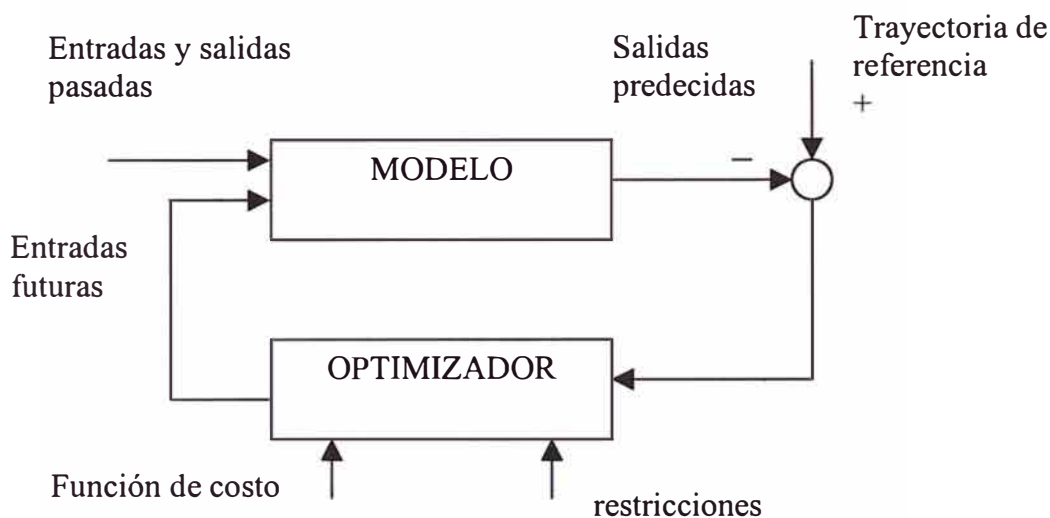 Entradas y salidas
pasadas
Salidas
predecidas
Trayectoria de
referencia
+
MODELO
−
Entradas
futuras
OPTIMIZADOR
Función de costo
restricciones